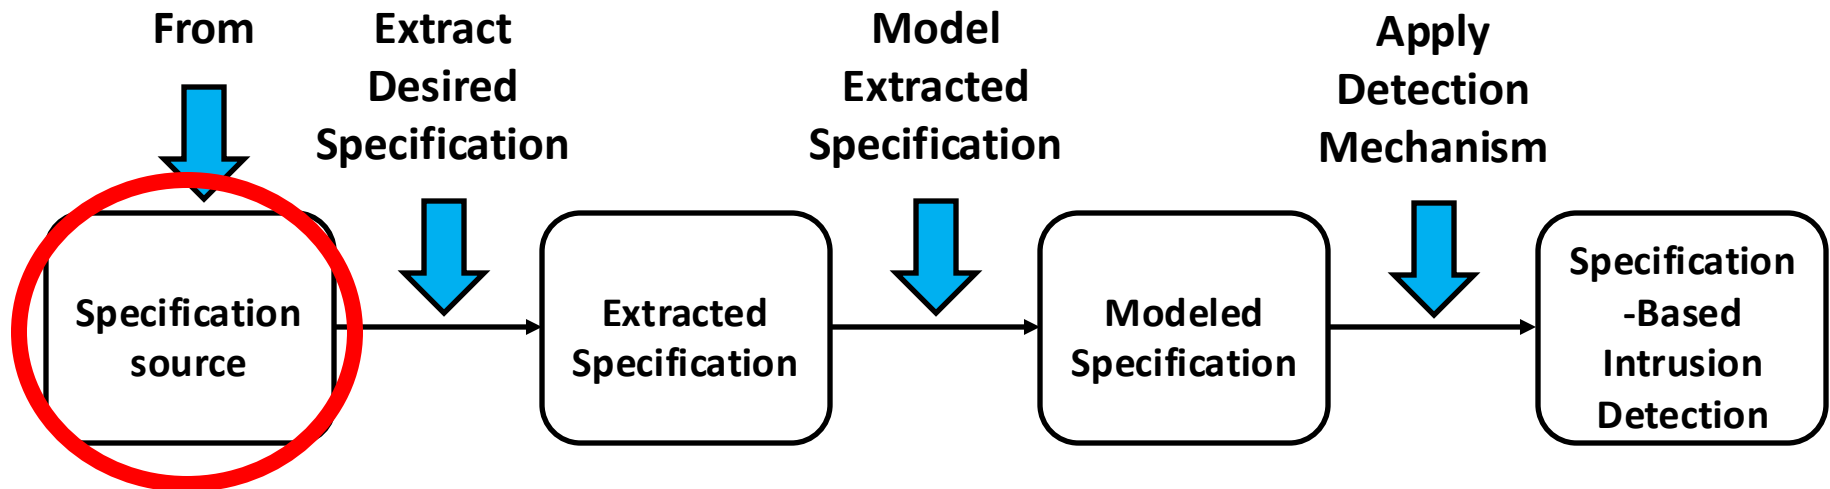 From
Extract
Desired
Specification
Model
Extracted
Specification
Apply
Detection
Mechanism
Specification
source
Extracted
Specification
Modeled
Specification
Specification
-Based
Intrusion
Detection